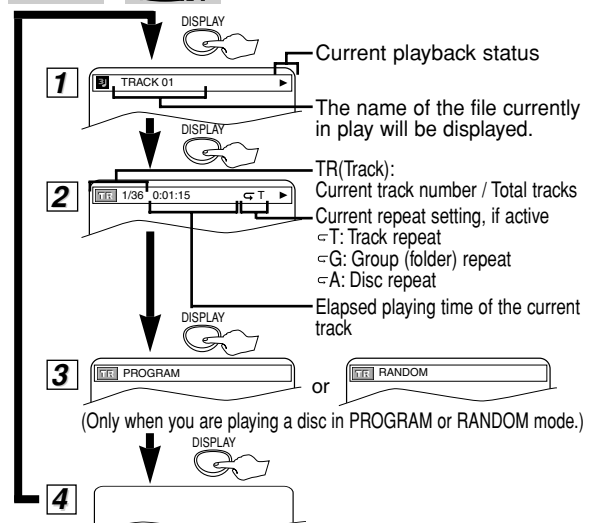 DISPLAY
Current playback status
1
TRACK 01
The name of the file currently
in play will be displayed.
DISPLAY
TR(Track):
Current track number / Total tracks
2
TR 1/36 0:01:15 T
Current repeat setting, if active
T: Track repeat
G: Group (folder) repeat
A: Disc repeat
Elapsed playing time of the current
track
DISPLAY
3
TR PROGRAM
or
TR RANDOM
(Only when you are playing a disc in PROGRAM or RANDOM mode.)
DISPLAY
4